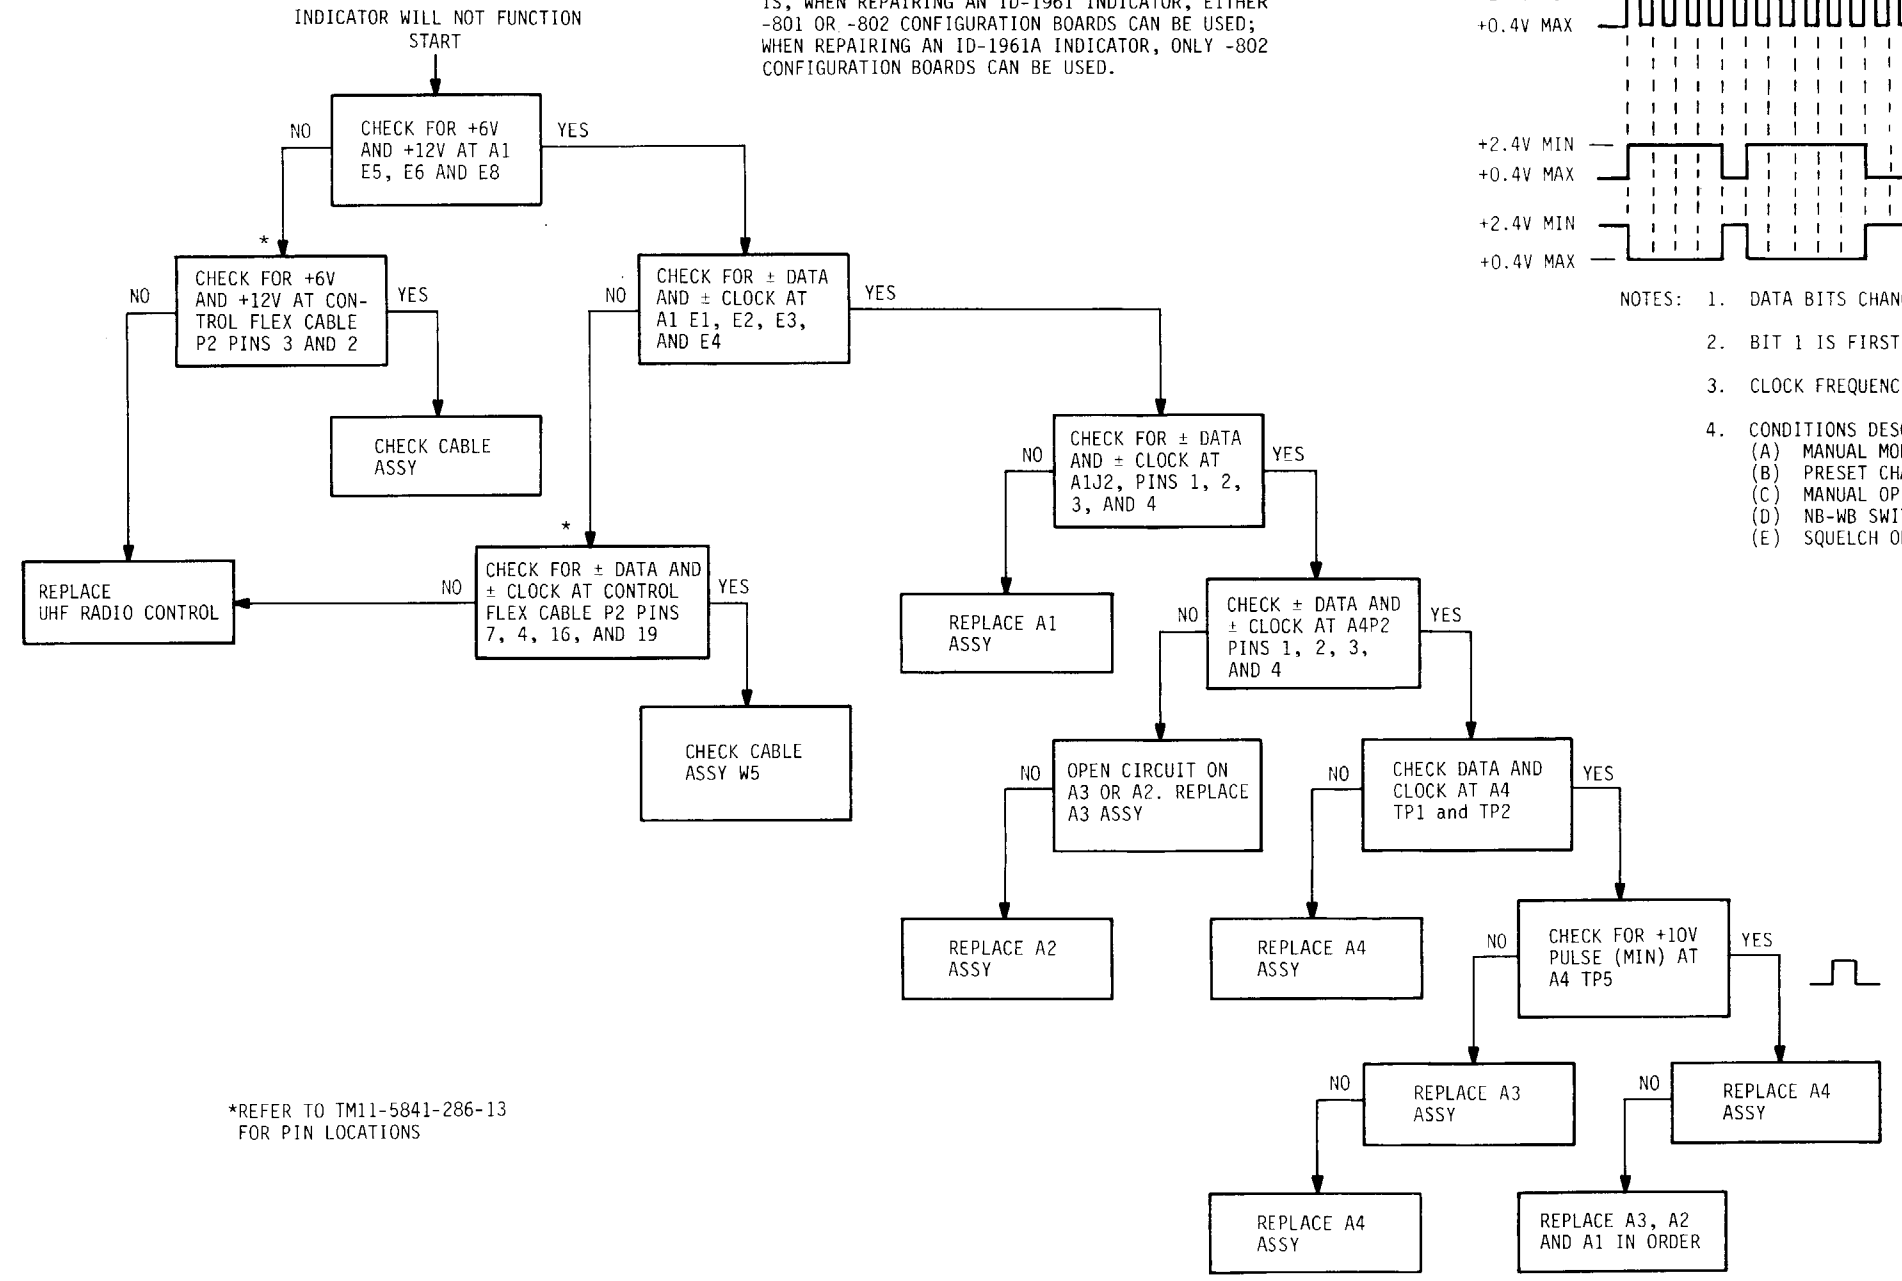 INDICATOR WILL NOT FUNCTION
START
IS, WHEN REPAIRING AN ID-1961 INDICATOR, EITHER
-801 OR -802 CONFIGURATION BOARDS CAN BE USED;
WHEN REPAIRING AN ID-1961A INDICATOR, ONLY -802
CONFIGURATION BOARDS CAN BE USED.
+0.4V MAX
+2.4V MIN
+0.4V MAX
+2.4V MIN
+0.4V MAX
NOTES: 1. DATA BITS CHAN
2. BIT 1 IS FIRST
3. CLOCK FREQUENC
4. CONDITIONS DES
(A) MANUAL MO
(B) PRESET CHA
(C) MANUAL OP
(D) NB-WB SWI
(E) SQUELCH O
NO
CHECK FOR +6V
AND +12V AT A1
E5, E6 AND E8
YES
*
NO
CHECK FOR +6V
AND +12V AT CON-
TROL FLEX CABLE
P2 PINS 3 AND 2
YES
NO
CHECK FOR ± DATA
AND ± CLOCK AT
A1 E1, E2, E3,
AND E4
YES
CHECK CABLE
ASSY
NO
CHECK FOR ± DATA
AND ± CLOCK AT
A1J2, PINS 1, 2,
3, AND 4
YES
*
REPLACE
UHF RADIO CONTROL
NO
CHECK FOR ± DATA AND
± CLOCK AT CONTROL
FLEX CABLE P2 PINS
7, 4, 16, AND 19
YES
REPLACE A1
ASSY
NO
CHECK ± DATA AND
± CLOCK AT A4P2
PINS 1, 2, 3,
AND 4
YES
CHECK CABLE
ASSY W5
NO
OPEN CIRCUIT ON
A3 OR A2. REPLACE
A3 ASSY
NO
CHECK DATA AND
CLOCK AT A4
TP1 and TP2
YES
REPLACE A2
ASSY
REPLACE A4
ASSY
NO
CHECK FOR +10V
PULSE (MIN) AT
A4 TP5
YES
NO
REPLACE A3
ASSY
NO
REPLACE A4
ASSY
*REFER TO TM11-5841-286-13
FOR PIN LOCATIONS
REPLACE A4
ASSY
REPLACE A3, A2
AND A1 IN ORDER